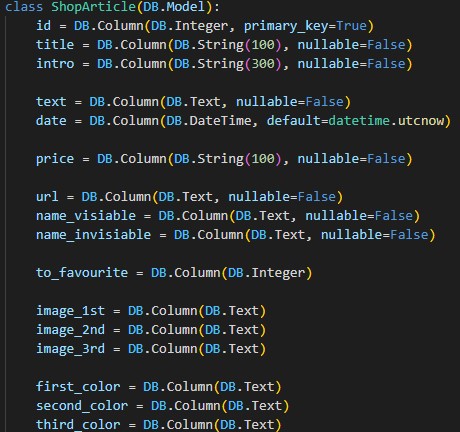 class ShopArticle(DB.Model):
id = DB.Column(DB.Integer, primary_key=True)
title = DB.Column(DB.String(100), nullable=False)
intro = DB.Column(DB.String(300), nullable=False)
text = DB.Column(DB.Text, nullable=False)
date = DB.Column(DB.DateTime, default=datetime.utcnow)
price = DB.Column(DB.String(100), nullable=False)
url = DB.Column(DB.Text, nullable=False)
name_visiable = DB.Column(DB.Text, nullable=False)
name_invisiable = DB.Column(DB.Text, nullable=False)
to_favourite = DB.Column(DB.Integer)
image_1st = DB.Column(DB.Text)
image_2nd = DB.Column(DB.Text)
image_3rd = DB.Column(DB.Text)
first_color = DB.Column(DB.Text)
second_color = DB.Column(DB.Text)
third_color = DB.Column(DB.Text)